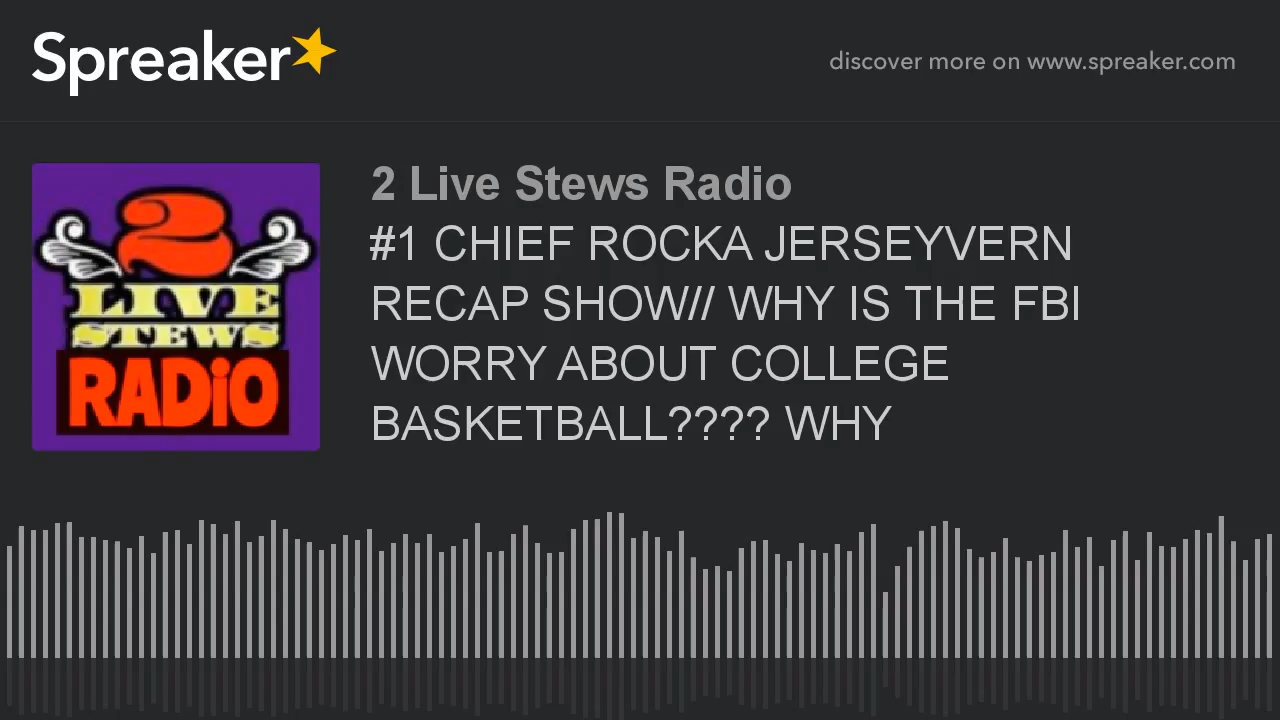 Spreaker
discover more on www.spreaker.com
2
LIVE
STEWS
RADiO
2 Live Stews Radio
#1 CHIEF ROCKA JERSEYVERN
RECAP SHOW// WHY IS THE FBI
WORRY ABOUT COLLEGE
BASKETBALL???? WHY